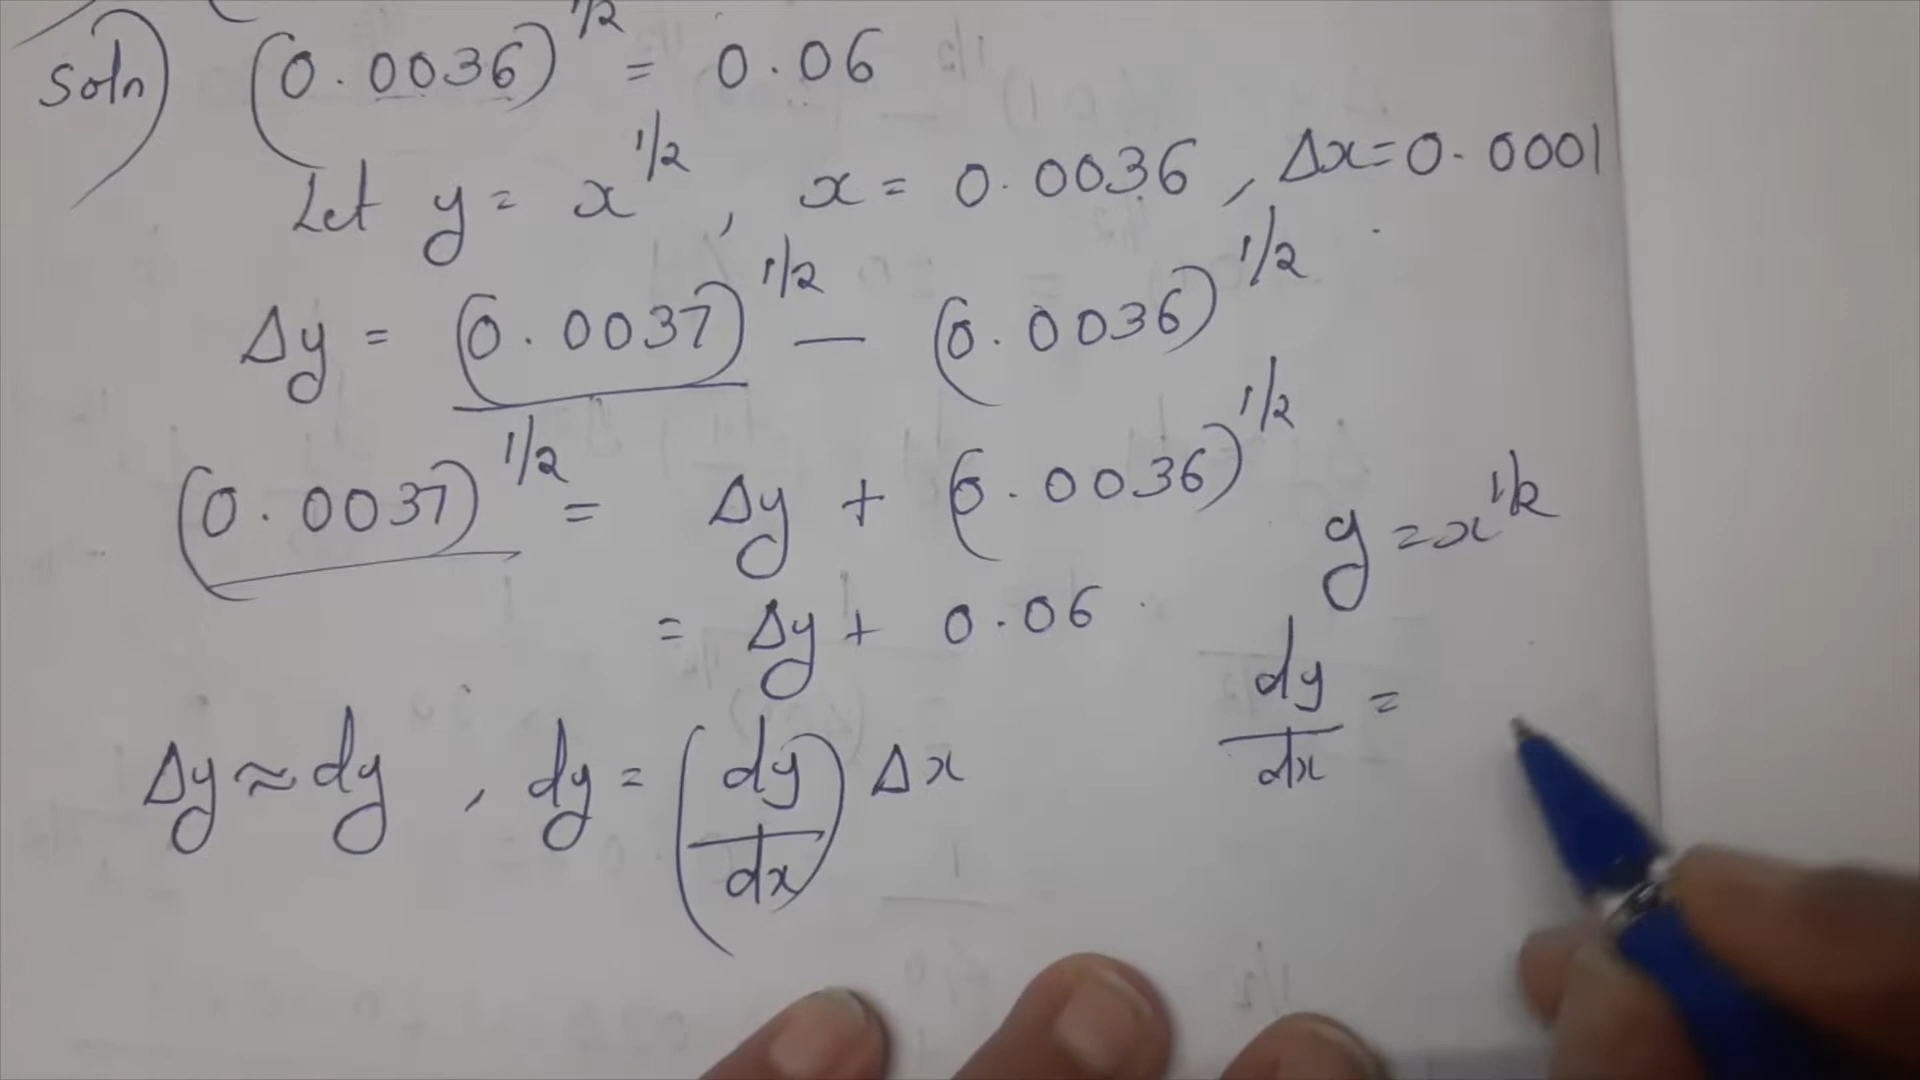 Soln) (0.0036)^1/2 = 0.06
Let y = x^1/2, x = 0.0036, Δx = 0.0001
Δy = (0.0037)^1/2 — (0.0036)^1/2
(0.0037)^1/2 = Δy + (0.0036)^1/2
y = x^1/2
= Δy + 0.06
dy/dx =
Δy ≈ dy, dy = (dy/dx) Δx